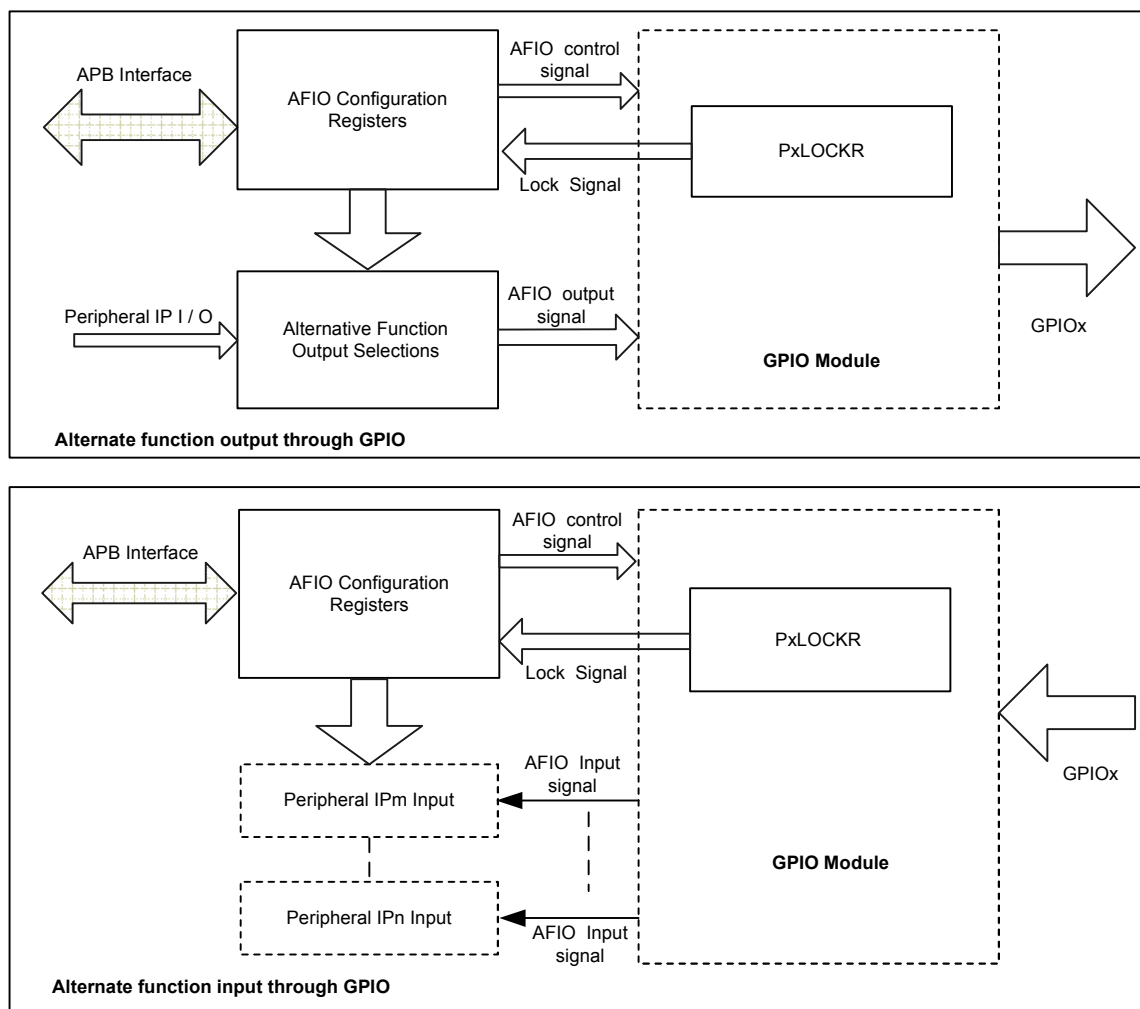 AFIO control
signal
APB Interface
AFIO Configuration
Registers
PxLOCKR
Lock Signal
AFIO output
signal
Peripheral IP I / O
Alternative Function
Output Selections
GPIOx
GPIO Module
Alternate function output through GPIO
AFIO control
signal
APB Interface
AFIO Configuration
Registers
PxLOCKR
Lock Signal
AFIO Input
signal
GPIOx
Peripheral IPm Input
GPIO Module
Peripheral IPn Input
AFIO Input
signal
Alternate function input through GPIO